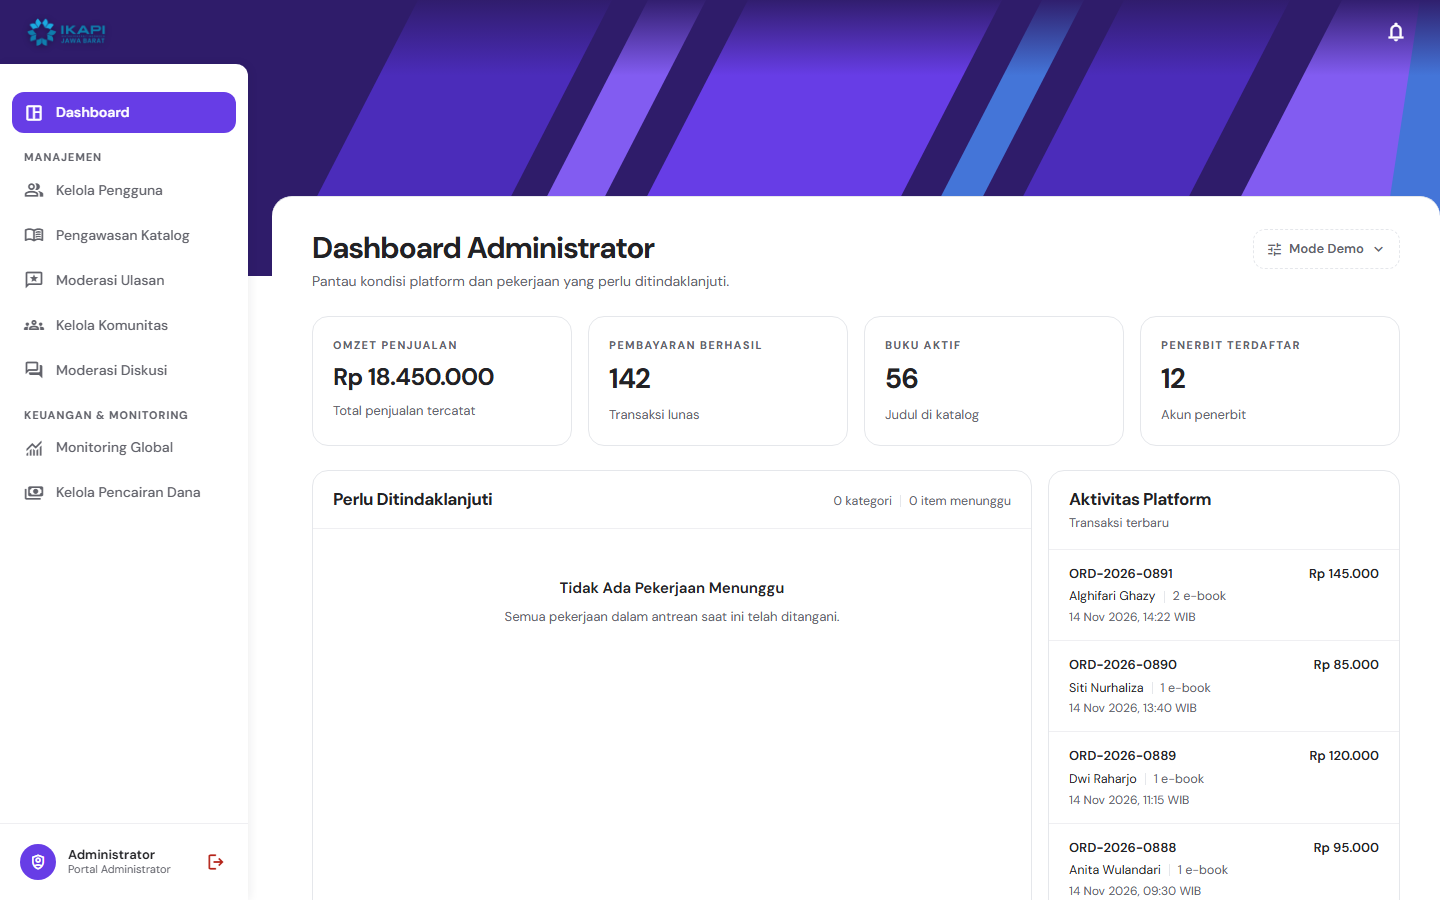 IKAPI
JAWA BARAT
Dashboard
MANAJEMEN
Kelola Pengguna
Pengawasan Katalog
Moderasi Ulasan
Kelola Komunitas
Moderasi Diskusi
KEUANGAN & MONITORING
Monitoring Global
Kelola Pencairan Dana
Administrator
Portal Administrator
Dashboard Administrator
Pantau kondisi platform dan pekerjaan yang perlu ditindaklanjuti.
Mode Demo
OMZET PENJUALAN
Rp 18.450.000
Total penjualan tercatat
PEMBAYARAN BERHASIL
142
Transaksi lunas
BUKU AKTIF
56
Judul di katalog
PENERBIT TERDAFTAR
12
Akun penerbit
Perlu Ditindaklanjuti
0 kategori | 0 item menunggu
Tidak Ada Pekerjaan Menunggu
Semua pekerjaan dalam antrean saat ini telah ditangani.
Aktivitas Platform
Transaksi terbaru
ORD-2026-0891 Rp 145.000
Alghifari Ghazy | 2 e-book
14 Nov 2026, 14:22 WIB
ORD-2026-0890 Rp 85.000
Siti Nurhaliza | 1 e-book
14 Nov 2026, 13:40 WIB
ORD-2026-0889 Rp 120.000
Dwi Raharjo | 1 e-book
14 Nov 2026, 11:15 WIB
ORD-2026-0888 Rp 95.000
Anita Wulandari | 1 e-book
14 Nov 2026, 09:30 WIB